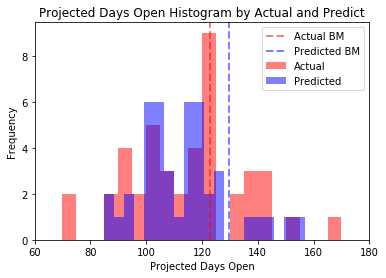 Projected Days Open Histogram by Actual and Predict
Actual BM
Predicted BM
Actual
Predicted
8
6
4
2
0
Frequency
60 80 100 120 140 160 180
Projected Days Open